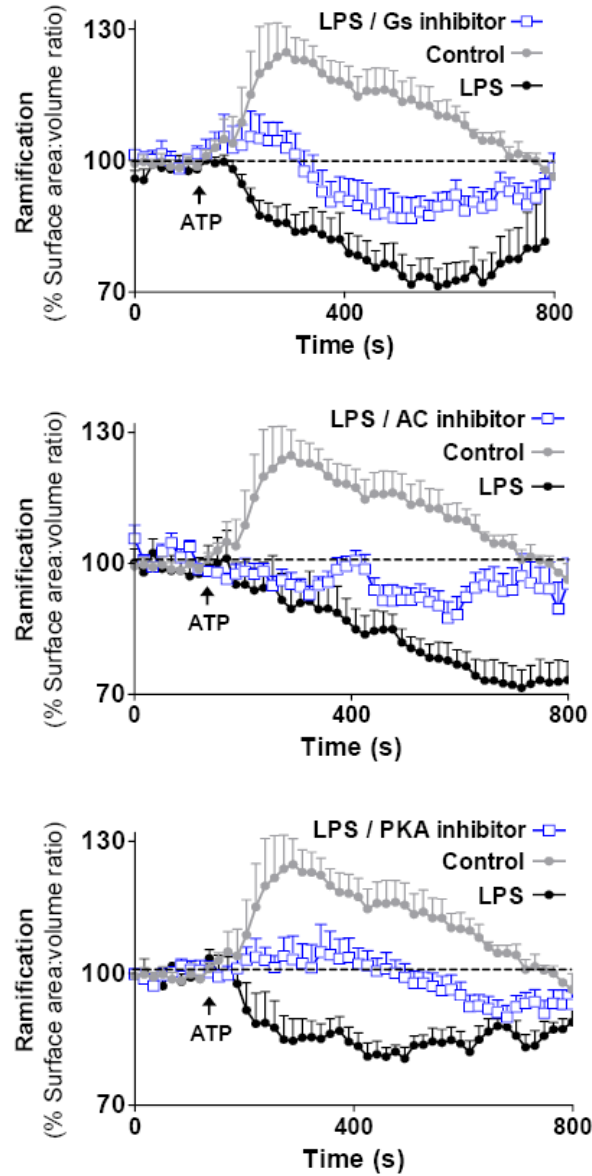 LPS / Gs inhibitor
Control
LPS
130
100
70
Ramification
(% Surface area:volume ratio)
ATP
0
400
800
Time (s)
LPS / AC inhibitor
Control
LPS
130
100
70
Ramification
(% Surface area:volume ratio)
ATP
0
400
800
Time (s)
LPS / PKA inhibitor
Control
LPS
130
100
70
Ramification
(% Surface area:volume ratio)
ATP
0
400
800
Time (s)